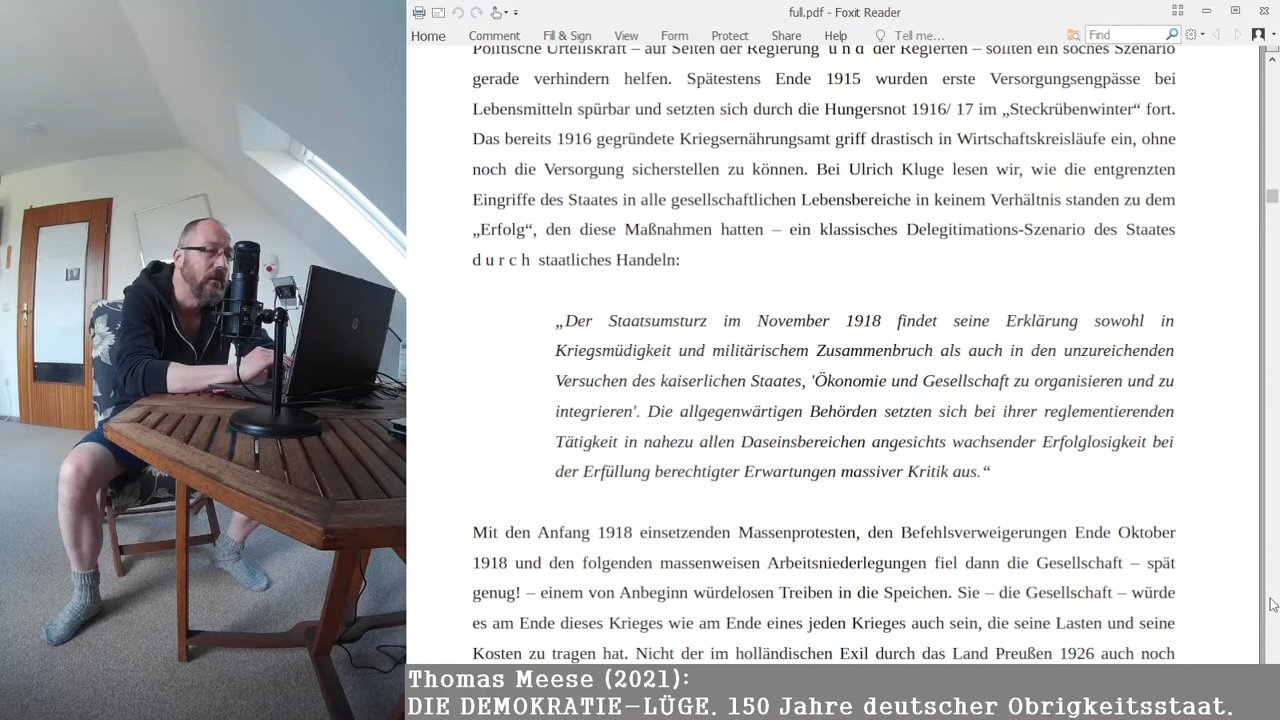 full.pdf - Foxit Reader
Home Comment Fill & Sign View Form Protect Share Help Tell me… Find
Politische Urteilskraft – auf Seiten der Regierung u n d der Regierten – sollten ein soches Szenario
gerade verhindern helfen. Spätestens Ende 1915 wurden erste Versorgungsengpässe bei
Lebensmitteln spürbar und setzten sich durch die Hungersnot 1916/ 17 im „Steckrübenwinter“ fort.
Das bereits 1916 gegründete Kriegsernährungsamt griff drastisch in Wirtschaftskreisläufe ein, ohne
noch die Versorgung sicherstellen zu können. Bei Ulrich Kluge lesen wir, wie die entgrenzten
Eingriffe des Staates in alle gesellschaftlichen Lebensbereiche in keinem Verhältnis standen zu dem
„Erfolg“, den diese Maßnahmen hatten – ein klassisches Delegitimations-Szenario des Staates
d u r c h staatliches Handeln:
„Der Staatsumsturz im November 1918 findet seine Erklärung sowohl in
Kriegsmüdigkeit und militärischem Zusammenbruch als auch in den unzureichenden
Versuchen des kaiserlichen Staates, 'Ökonomie und Gesellschaft zu organisieren und zu
integrieren'. Die allgegenwärtigen Behörden setzten sich bei ihrer reglementierenden
Tätigkeit in nahezu allen Daseinsbereichen angesichts wachsender Erfolglosigkeit bei
der Erfüllung berechtigter Erwartungen massiver Kritik aus.“
Mit den Anfang 1918 einsetzenden Massenprotesten, den Befehlsverweigerungen Ende Oktober
1918 und den folgenden massenweisen Arbeitsniederlegungen fiel dann die Gesellschaft – spät
genug! – einem von Anbeginn würdelosen Treiben in die Speichen. Sie – die Gesellschaft – würde
es am Ende dieses Krieges wie am Ende eines jeden Krieges auch sein, die seine Lasten und seine
Kosten zu tragen hat. Nicht der im holländischen Exil durch das Land Preußen 1926 auch noch
Thomas Meese (2021):
DIE DEMOKRATIE–LÜGE. 150 Jahre deutscher Obrigkeitsstaat.